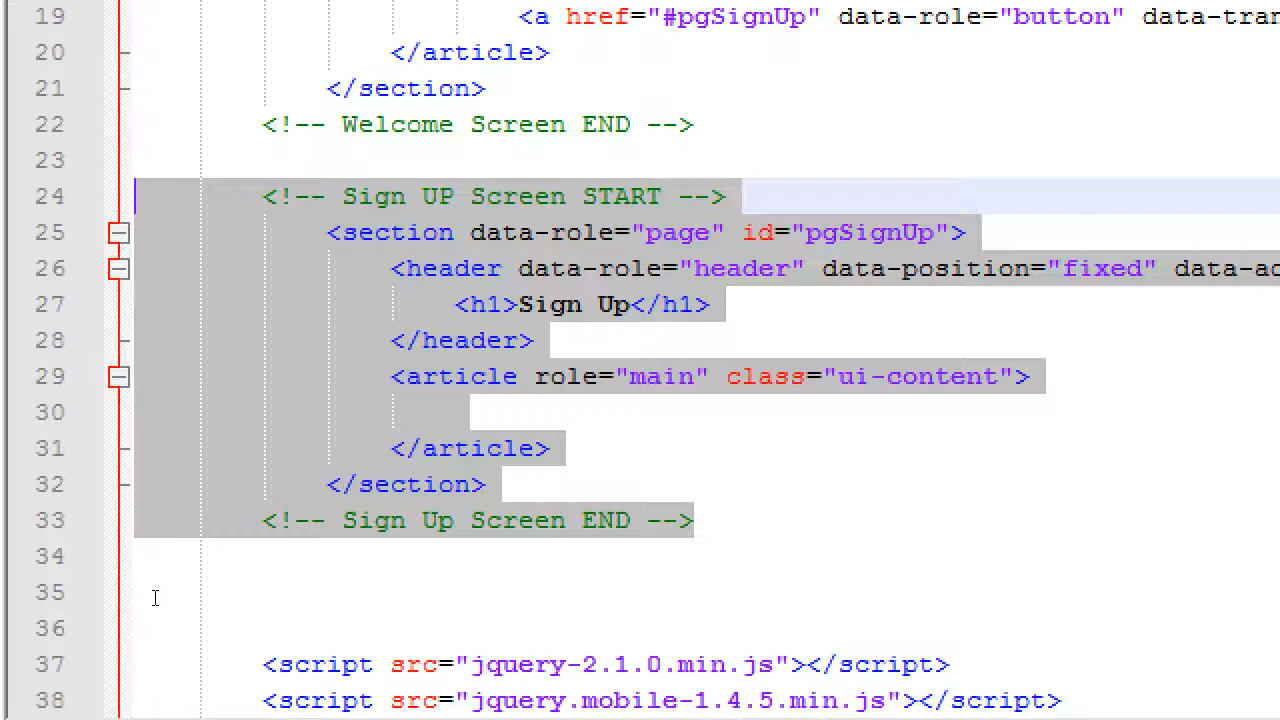 19 <a href="#pgSignUp" data-role="button" data-tran
20 </article>
21 </section>
22 <!-- Welcome Screen END -->
23
24 <!-- Sign UP Screen START -->
25 <section data-role="page" id="pgSignUp">
26 <header data-role="header" data-position="fixed" data-ad
27 <h1>Sign Up</h1>
28 </header>
29 <article role="main" class="ui-content">
30
31 </article>
32 </section>
33 <!-- Sign Up Screen END -->
34
35
36
37 <script src="jquery-2.1.0.min.js"></script>
38 <script src="jquery.mobile-1.4.5.min.js"></script>